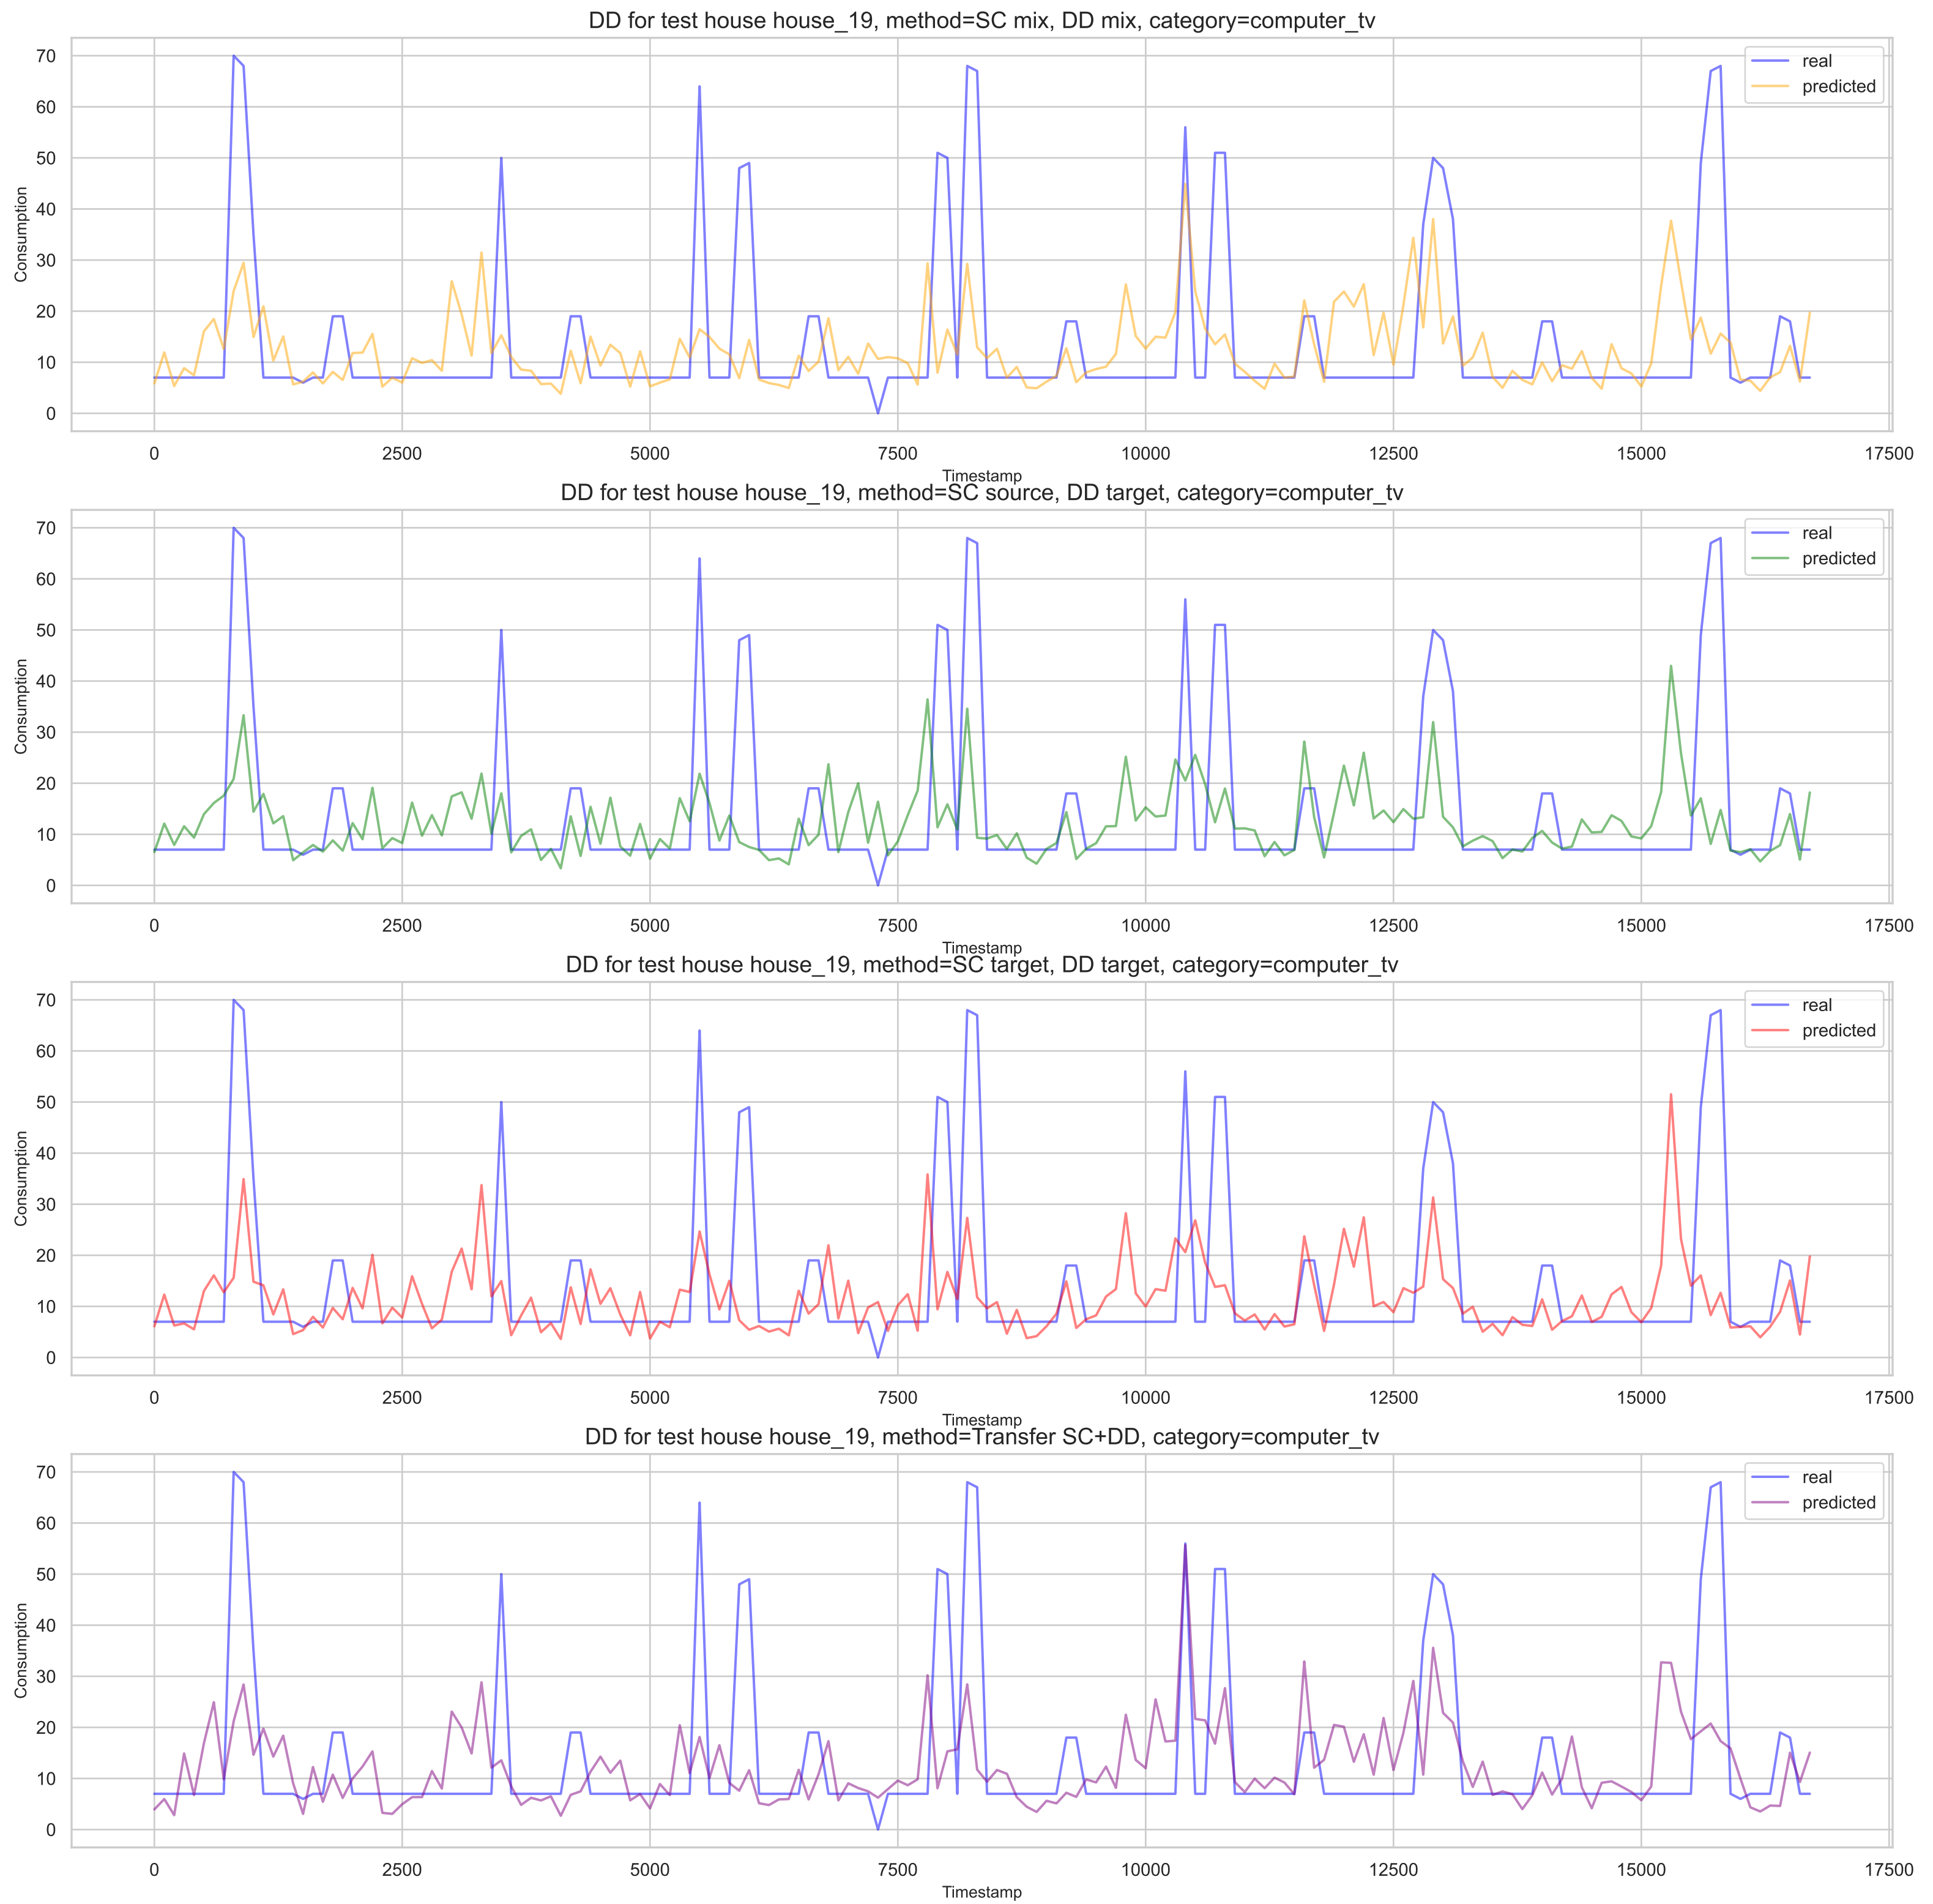 DD for test house house_19, method=SC mix, DD mix, category=computer_tv
70
60
50
40
30
20
10
0
Consumption
real
predicted
0 2500 5000 7500 10000 12500 15000 17500
Timestamp
DD for test house house_19, method=SC source, DD target, category=computer_tv
70
60
50
40
30
20
10
0
Consumption
real
predicted
0 2500 5000 7500 10000 12500 15000 17500
Timestamp
DD for test house house_19, method=SC target, DD target, category=computer_tv
70
60
50
40
30
20
10
0
Consumption
real
predicted
0 2500 5000 7500 10000 12500 15000 17500
Timestamp
DD for test house house_19, method=Transfer SC+DD, category=computer_tv
70
60
50
40
30
20
10
0
Consumption
real
predicted
0 2500 5000 7500 10000 12500 15000 17500
Timestamp